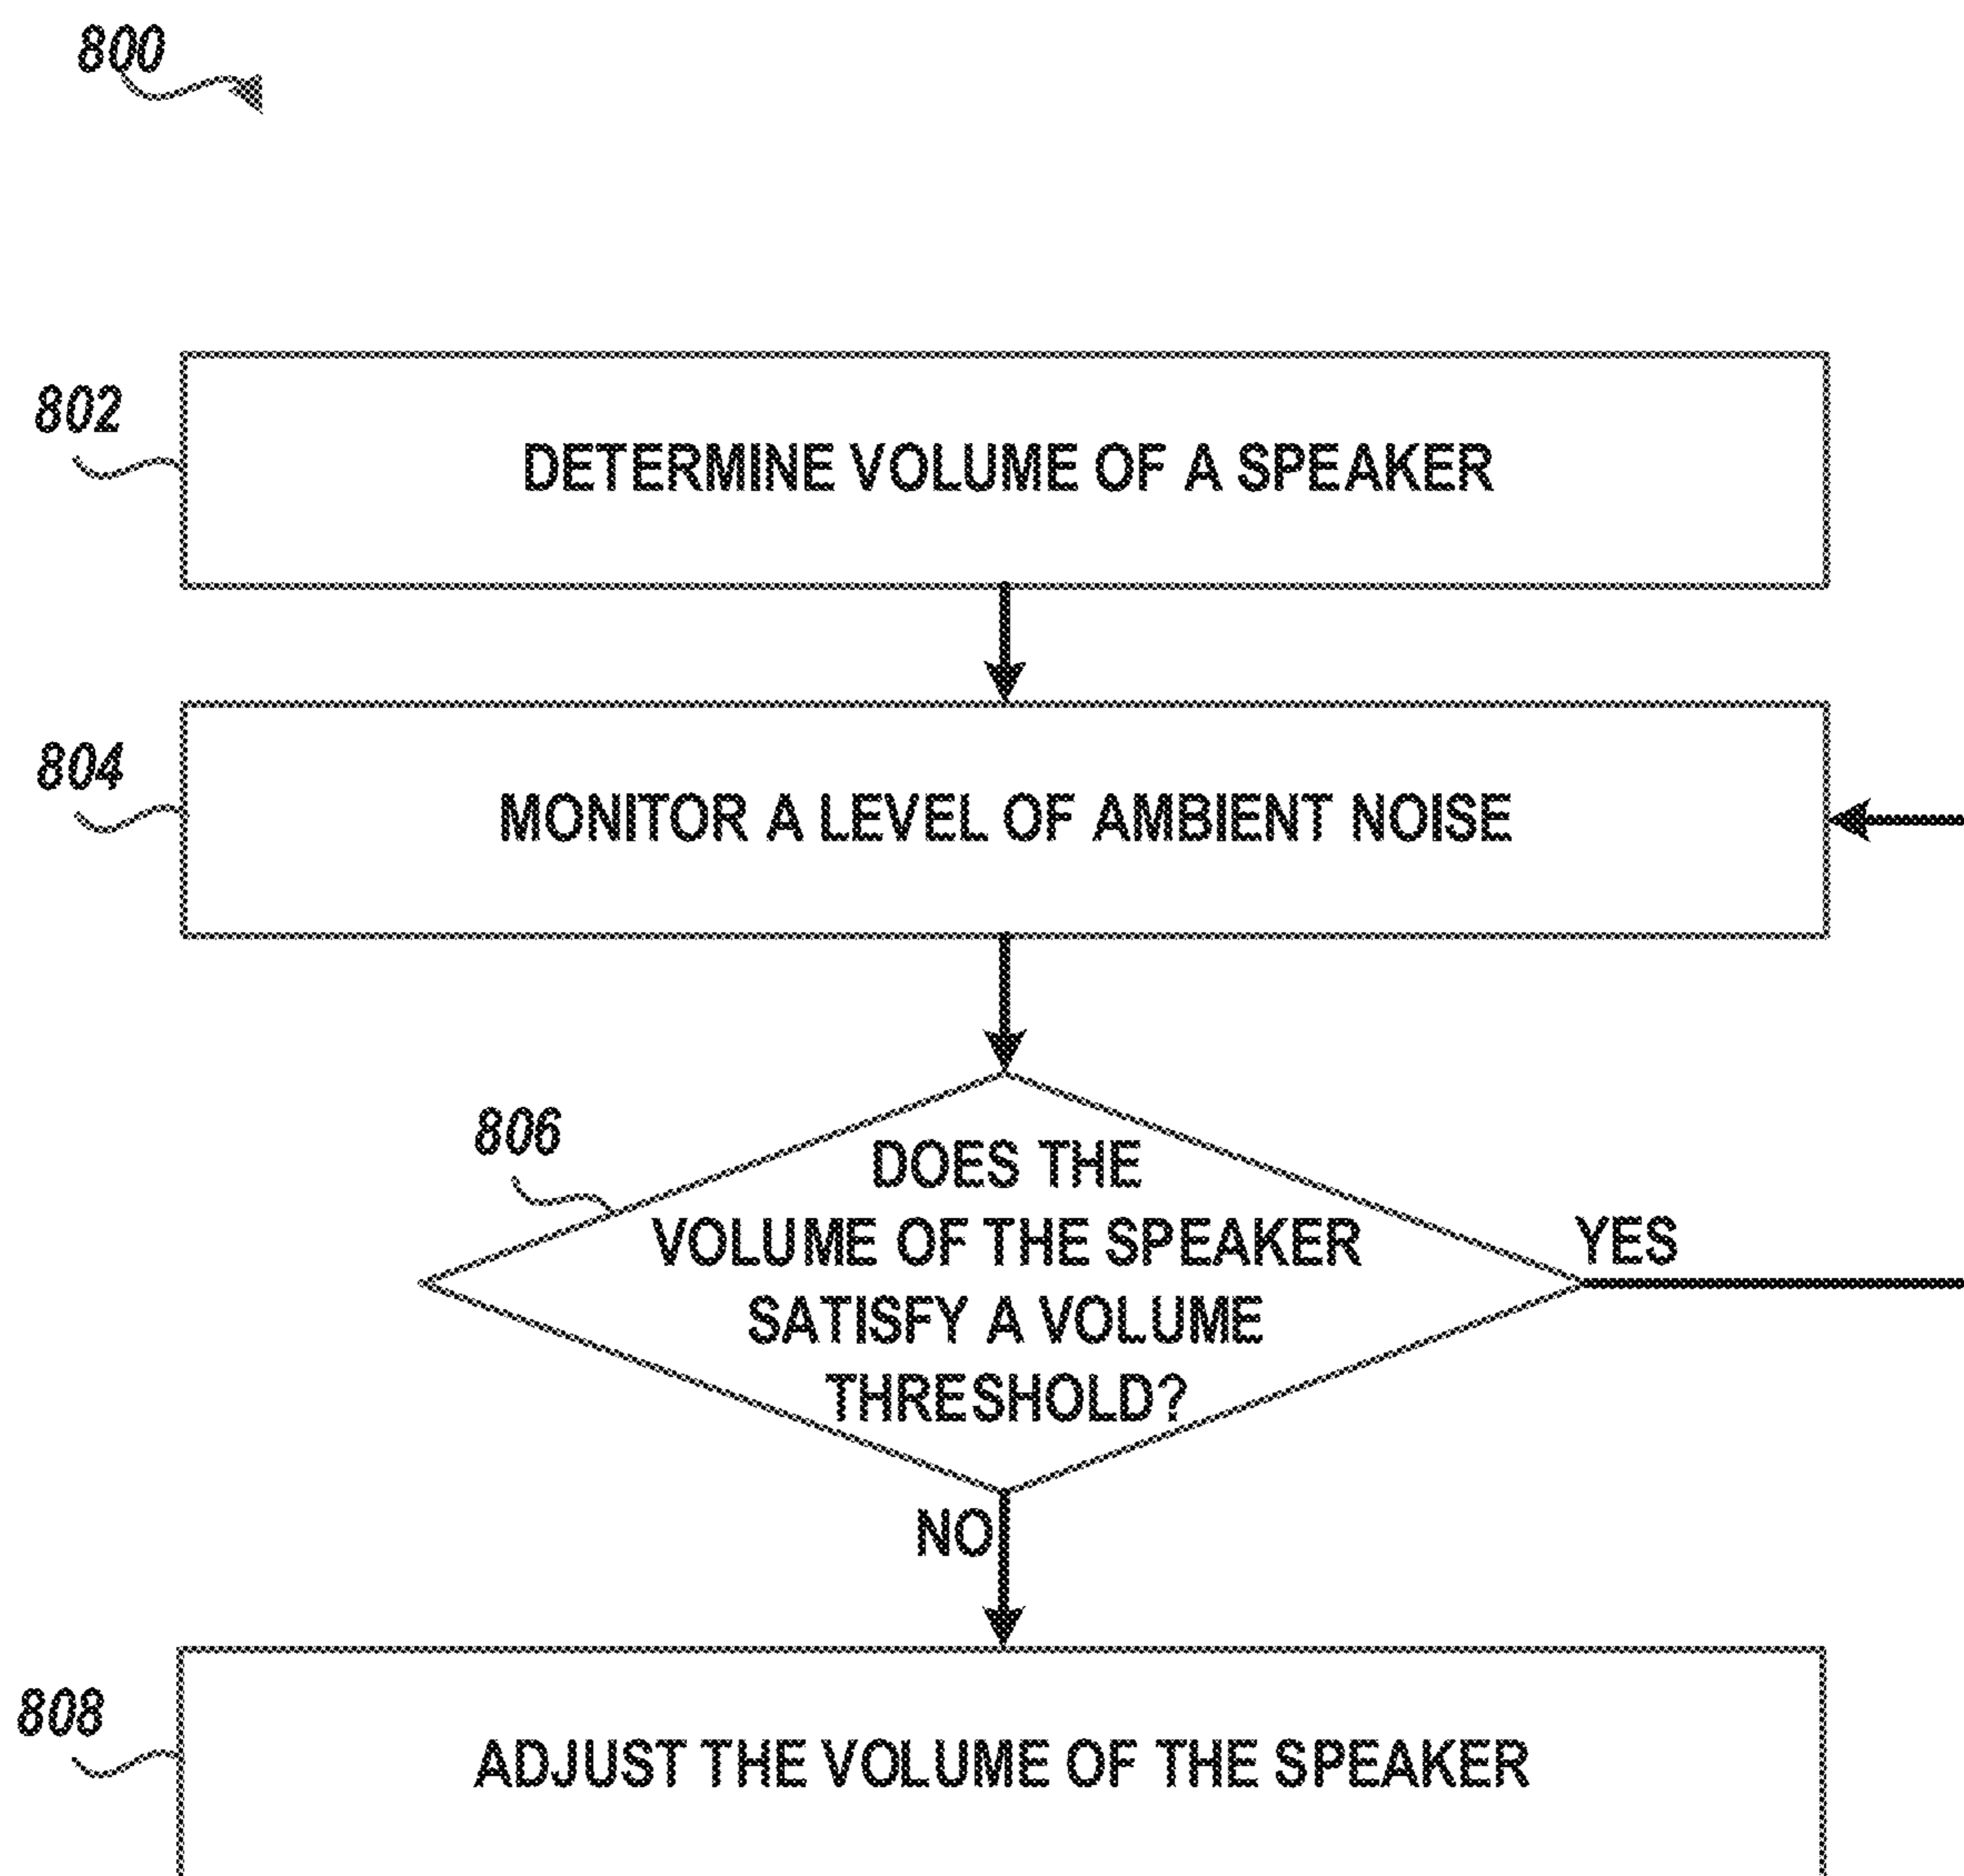 800
802
DETERMINE VOLUME OF A SPEAKER
804
MONITOR A LEVEL OF AMBIENT NOISE
806
DOES THE
VOLUME OF THE SPEAKER
SATISFY A VOLUME
THRESHOLD?
YES
NO
808
ADJUST THE VOLUME OF THE SPEAKER